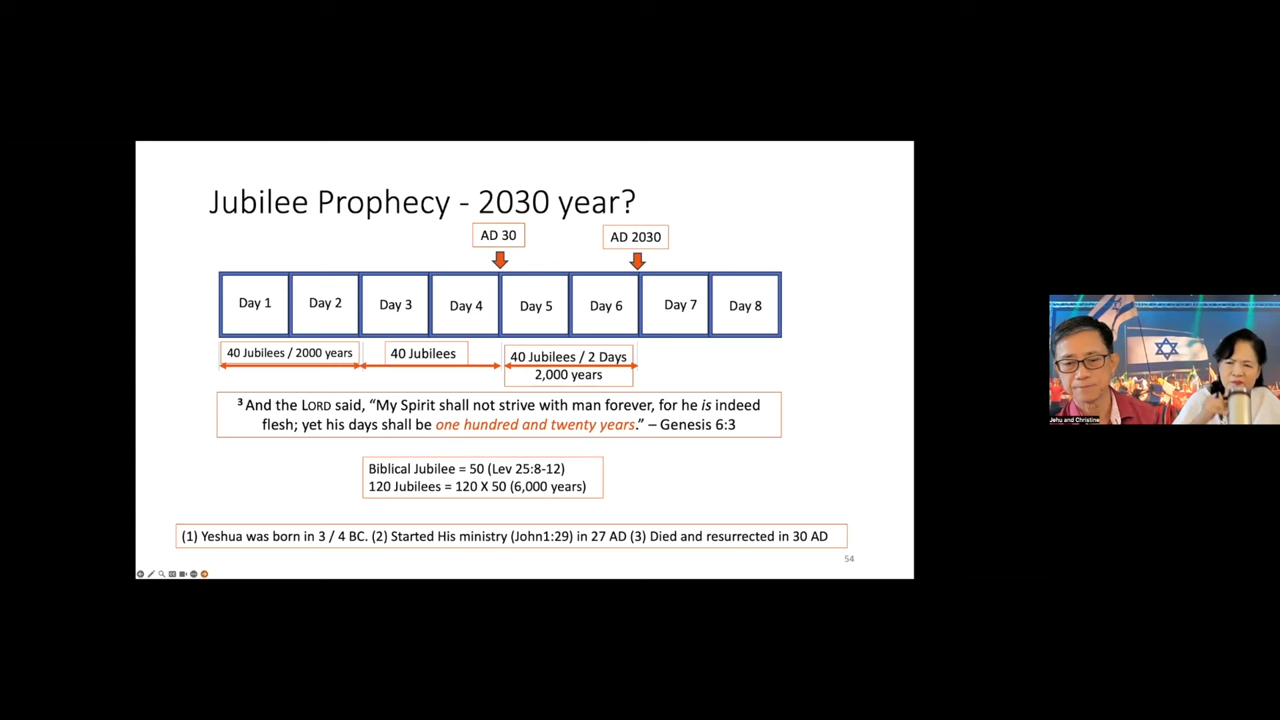 Jubilee Prophecy - 2030 year?
AD 30
AD 2030
Day 1
Day 2
Day 3
Day 4
Day 5
Day 6
Day 7
Day 8
40 Jubilees / 2000 years
40 Jubilees
40 Jubilees / 2 Days
2,000 years
3 And the LORD said, “My Spirit shall not strive with man forever, for he is indeed
flesh; yet his days shall be one hundred and twenty years.” – Genesis 6:3
Biblical Jubilee = 50 (Lev 25:8-12)
120 Jubilees = 120 X 50 (6,000 years)
(1) Yeshua was born in 3 / 4 BC. (2) Started His ministry (John1:29) in 27 AD (3) Died and resurrected in 30 AD
54
Jehu and Christine